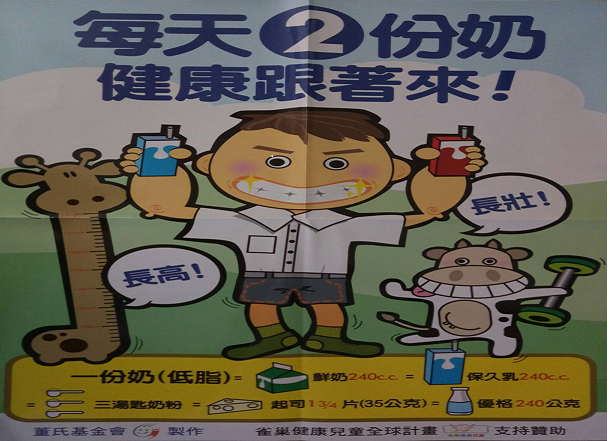 每天2份奶
健康跟著來!
長壯!
長高!
一份奶(低脂)= 鮮奶240c.c. = 保久乳240c.c.
= 三湯匙奶粉 = 起司1 3/4 片(35公克) = 優格240公克
董氏基金會 製作 雀巢健康兒童全球計畫 支持贊助